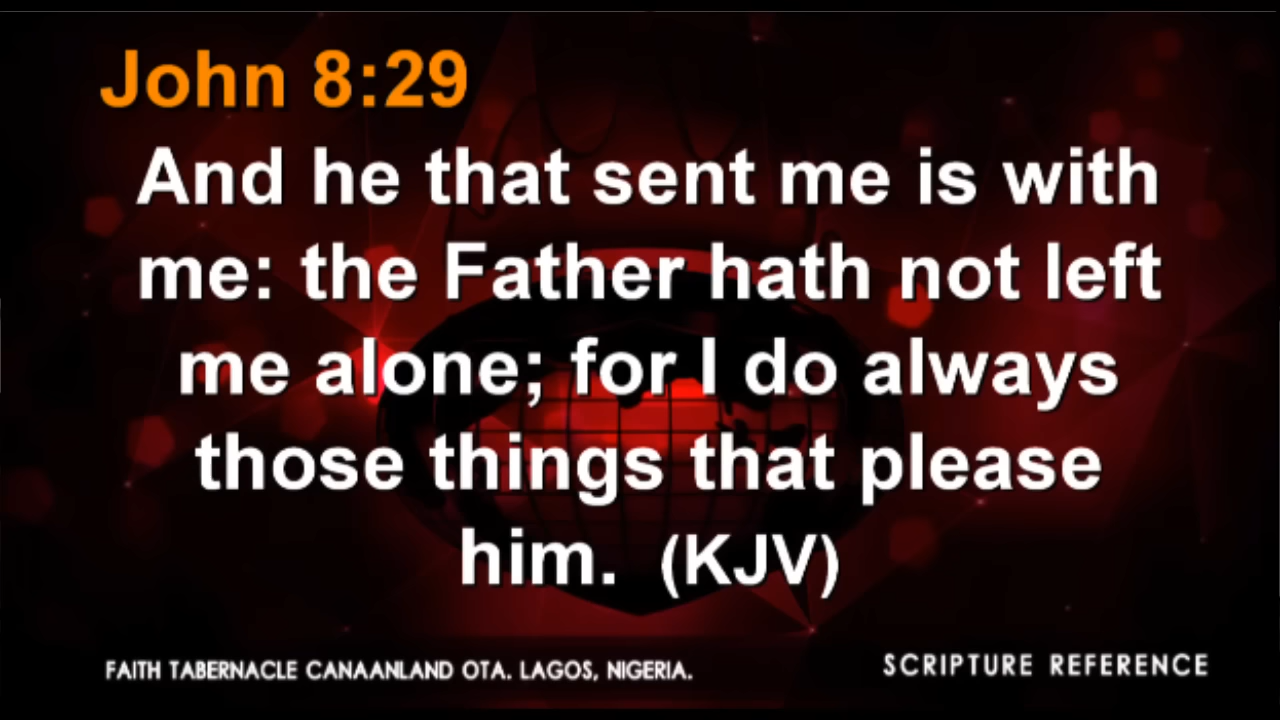 John 8:29
And he that sent me is with
me: the Father hath not left
me alone; for I do always
those things that please
him. (KJV)
FAITH TABERNACLE CANAANLAND OTA. LAGOS, NIGERIA.
SCRIPTURE REFERENCE